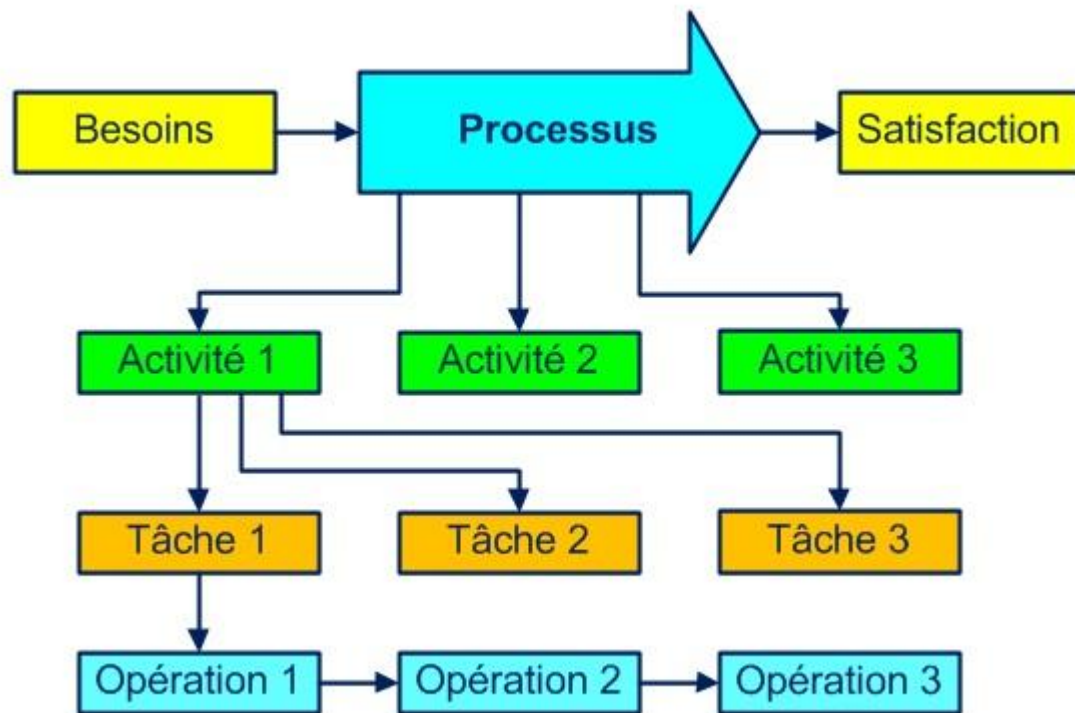 Besoins
Processus
Satisfaction
Activité 1
Activité 2
Activité 3
Tâche 1
Tâche 2
Tâche 3
Opération 1
Opération 2
Opération 3